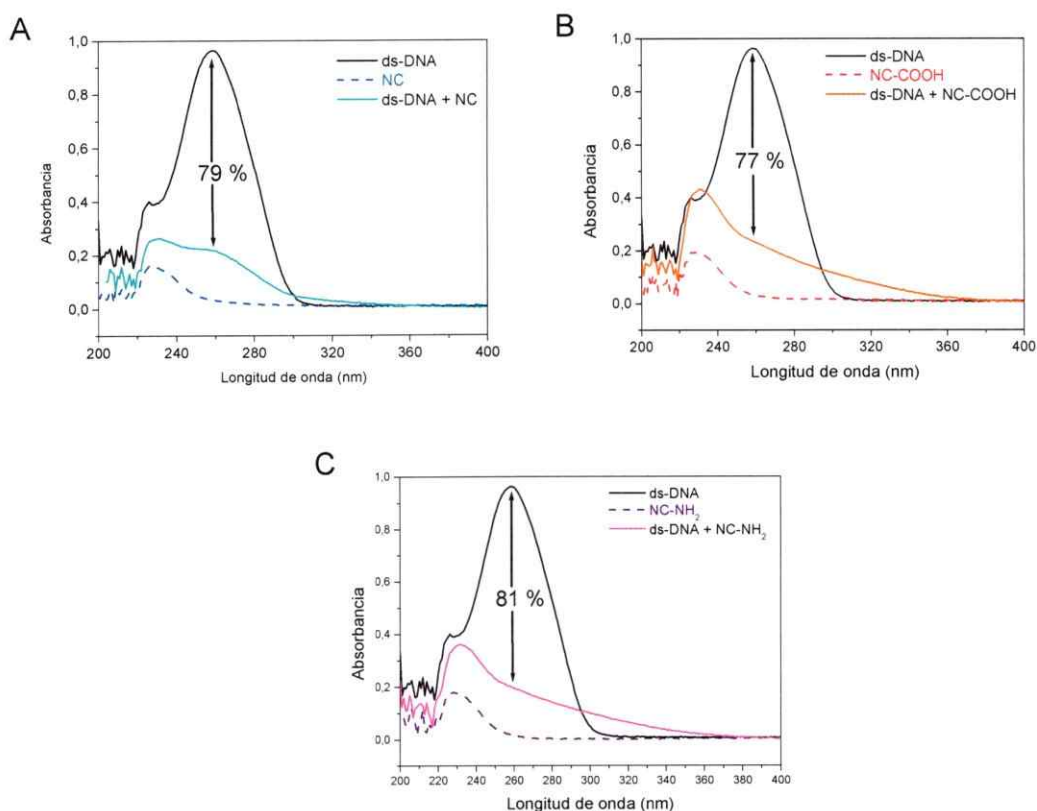 A
1,0
0,8
0,6
0,4
0,2
0,0
Absorbancia
ds-DNA
NC
ds-DNA + NC
79 %
200 240 280 320 360 400
Longitud de onda (nm)
B
1,0
0,8
0,6
0,4
0,2
0,0
Absorbancia
ds-DNA
NC-COOH
ds-DNA + NC-COOH
77 %
200 240 280 320 360 400
Longitud de onda (nm)
C
1,0
0,8
0,6
0,4
0,2
0,0
Absorbancia
ds-DNA
NC-NH₂
ds-DNA + NC-NH₂
81 %
200 220 240 260 280 300 320 340 360 380 400
Longitud de onda (nm)